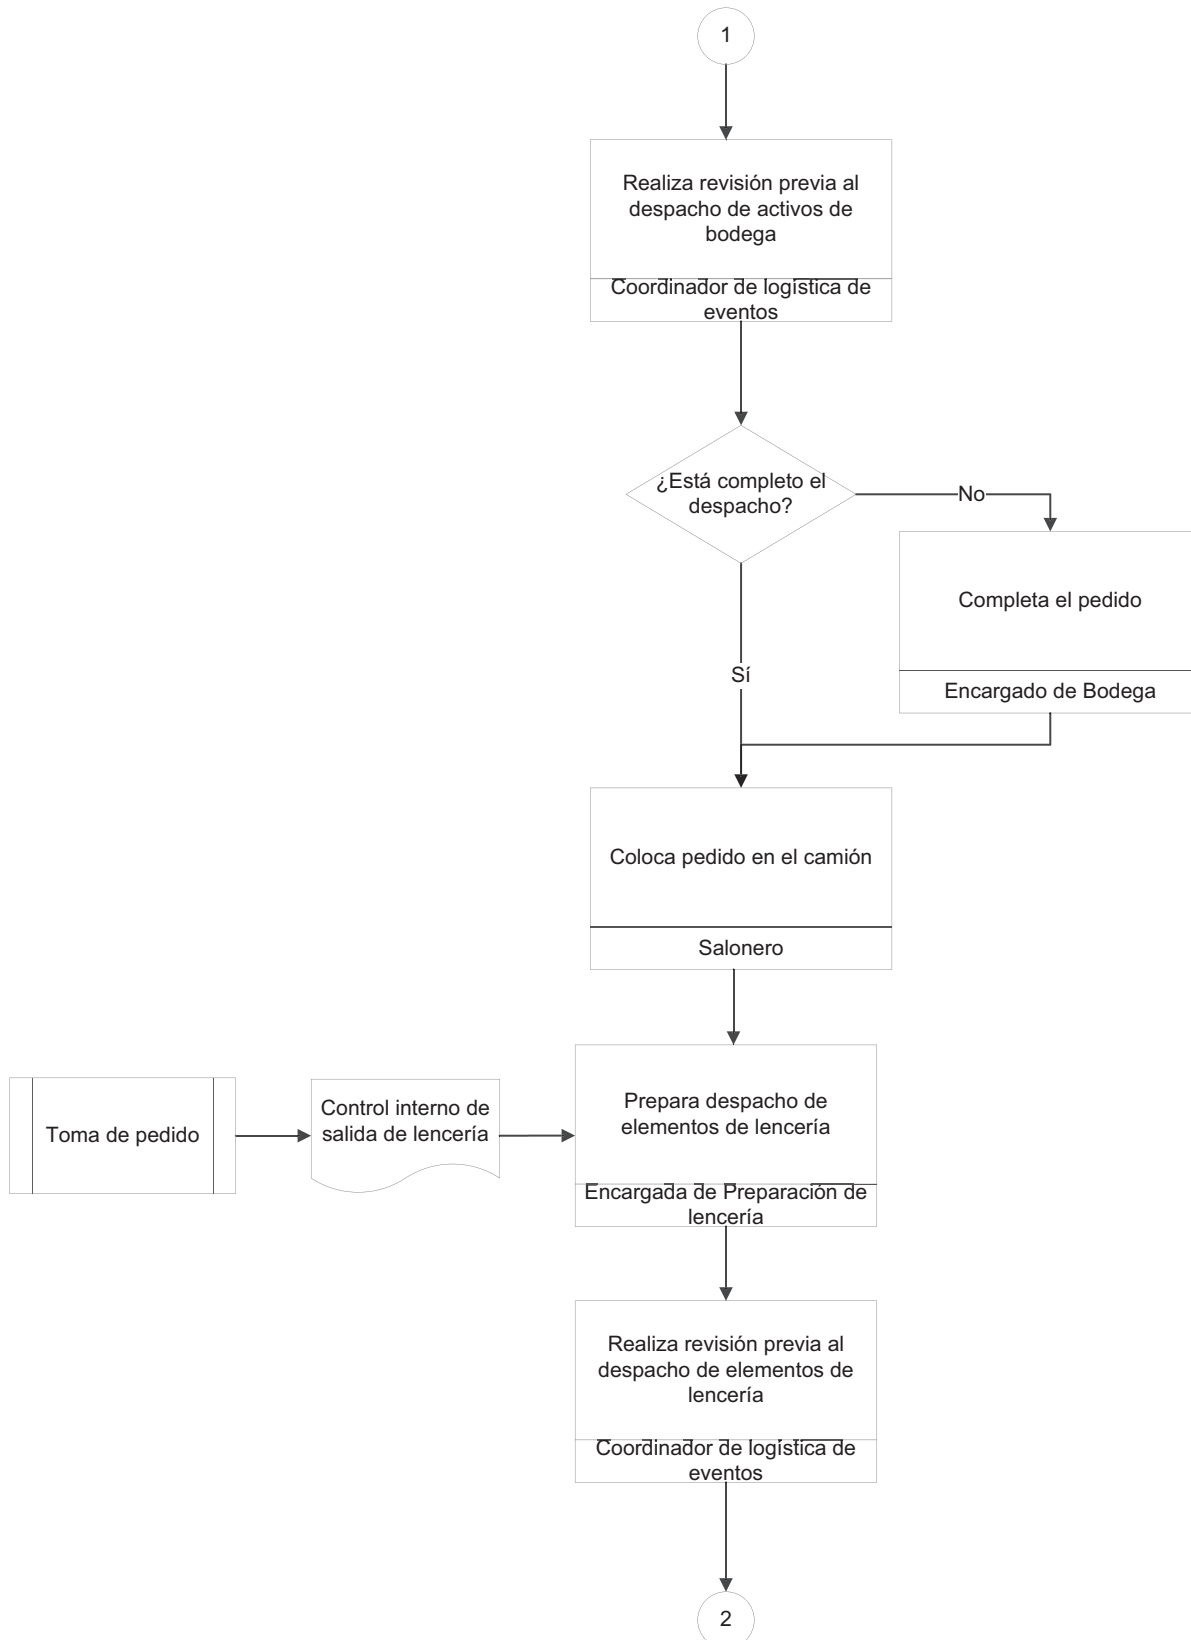 1
Realiza revisión previa al
despacho de activos de
bodega
Coordinador de logística de
eventos
¿Está completo el
despacho?
No
Completa el pedido
Encargado de Bodega
Sí
Coloca pedido en el camión
Salonero
Toma de pedido
Control interno de
salida de lencería
Prepara despacho de
elementos de lencería
Encargada de Preparación de
lencería
Realiza revisión previa al
despacho de elementos de
lencería
Coordinador de logística de
eventos
2